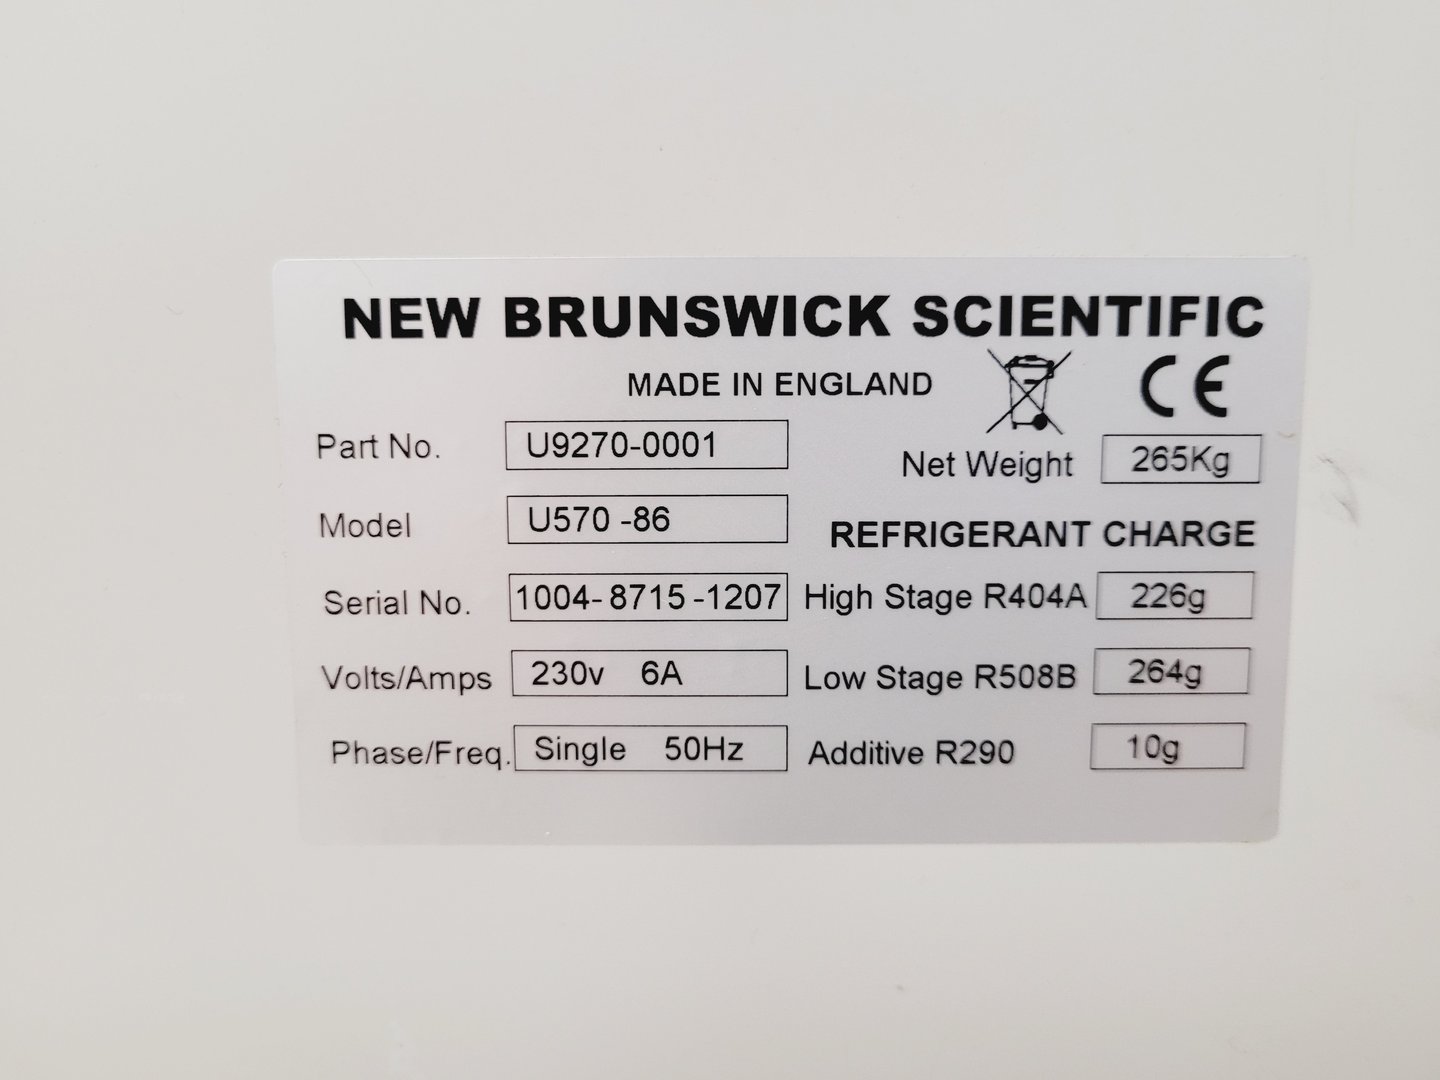 NEW BRUNSWICK SCIENTIFIC
MADE IN ENGLAND
CE
Part No. U9270-0001
Net Weight 265Kg
Model U570 -86
REFRIGERANT CHARGE
Serial No. 1004- 8715 -1207
High Stage R404A 226g
Volts/Amps 230v 6A
Low Stage R508B 264g
Phase/Freq. Single 50Hz
Additive R290 10g